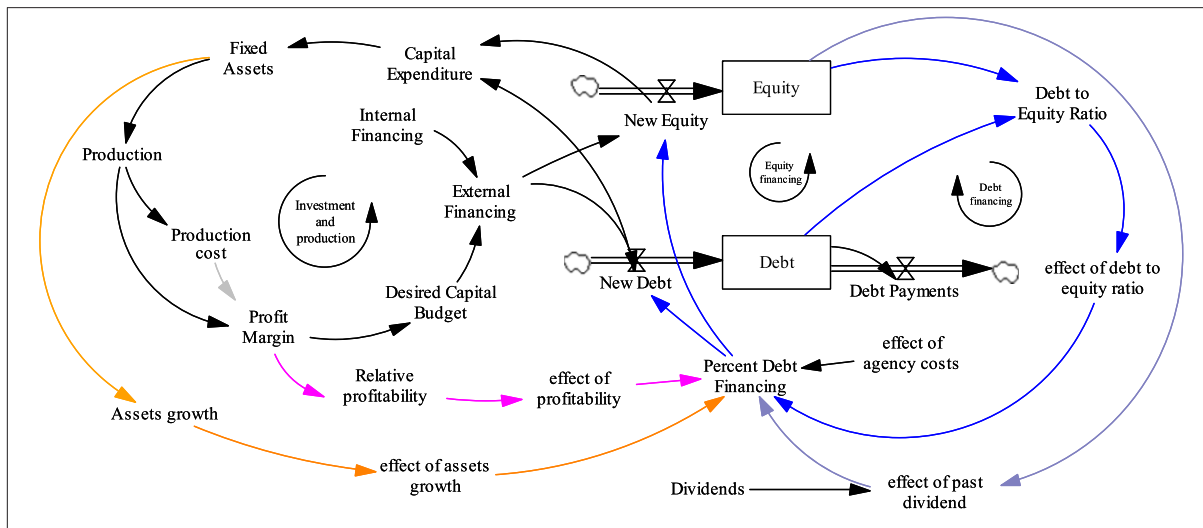 Fixed
Assets
Capital
Expenditure
Equity
Debt to
Equity Ratio
Internal
Financing
New Equity
Production
Equity
financing
Debt
financing
External
Financing
Investment
and
production
Production
cost
Debt
New Debt
Debt Payments
effect of debt to
equity ratio
Desired Capital
Budget
Profit
Margin
effect of
agency costs
Percent Debt
Financing
Relative
profitability
effect of
profitability
Assets growth
effect of assets
growth
Dividends
effect of past
dividend